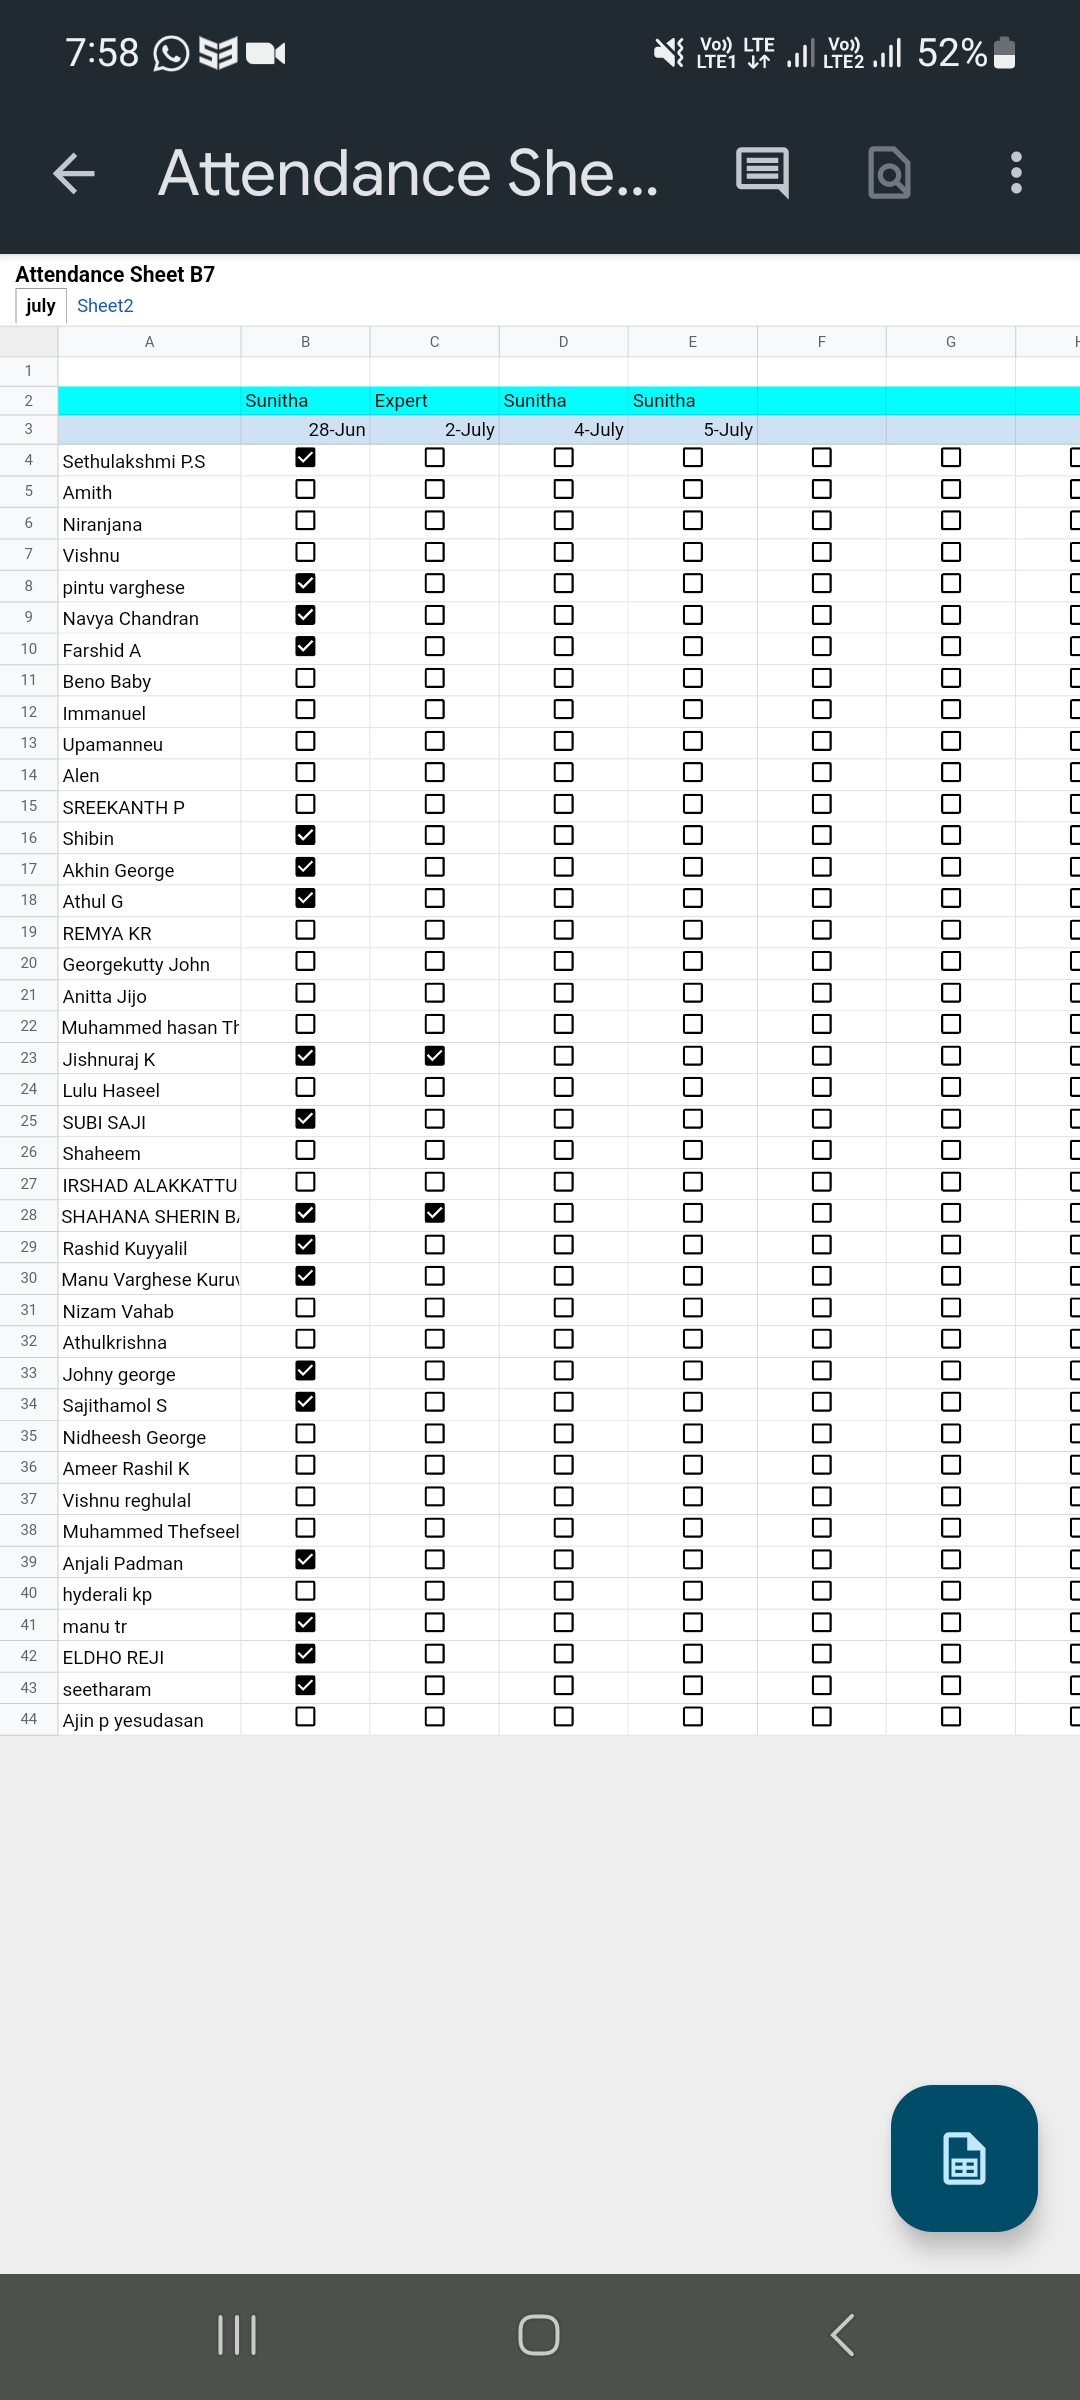 7:58 Vo)) LTE1 LTE Vo)) LTE2 52%
Attendance She...
Attendance Sheet B7
july Sheet2
A B C D E F G H
1
2 Sunitha Expert Sunitha Sunitha
3 28-Jun 2-July 4-July 5-July
4 Sethulakshmi P.S
5 Amith
6 Niranjana
7 Vishnu
8 pintu varghese
9 Navya Chandran
10 Farshid A
11 Beno Baby
12 Immanuel
13 Upamanneu
14 Alen
15 SREEKANTH P
16 Shibin
17 Akhin George
18 Athul G
19 REMYA KR
20 Georgekutty John
21 Anitta Jijo
22 Muhammed hasan Th
23 Jishnuraj K
24 Lulu Haseel
25 SUBI SAJI
26 Shaheem
27 IRSHAD ALAKKATTU
28 SHAHANA SHERIN BA
29 Rashid Kuyyalil
30 Manu Varghese Kuruv
31 Nizam Vahab
32 Athulkrishna
33 Johny george
34 Sajithamol S
35 Nidheesh George
36 Ameer Rashil K
37 Vishnu reghulal
38 Muhammed Thefseel
39 Anjali Padman
40 hyderali kp
41 manu tr
42 ELDHO REJI
43 seetharam
44 Ajin p yesudasan